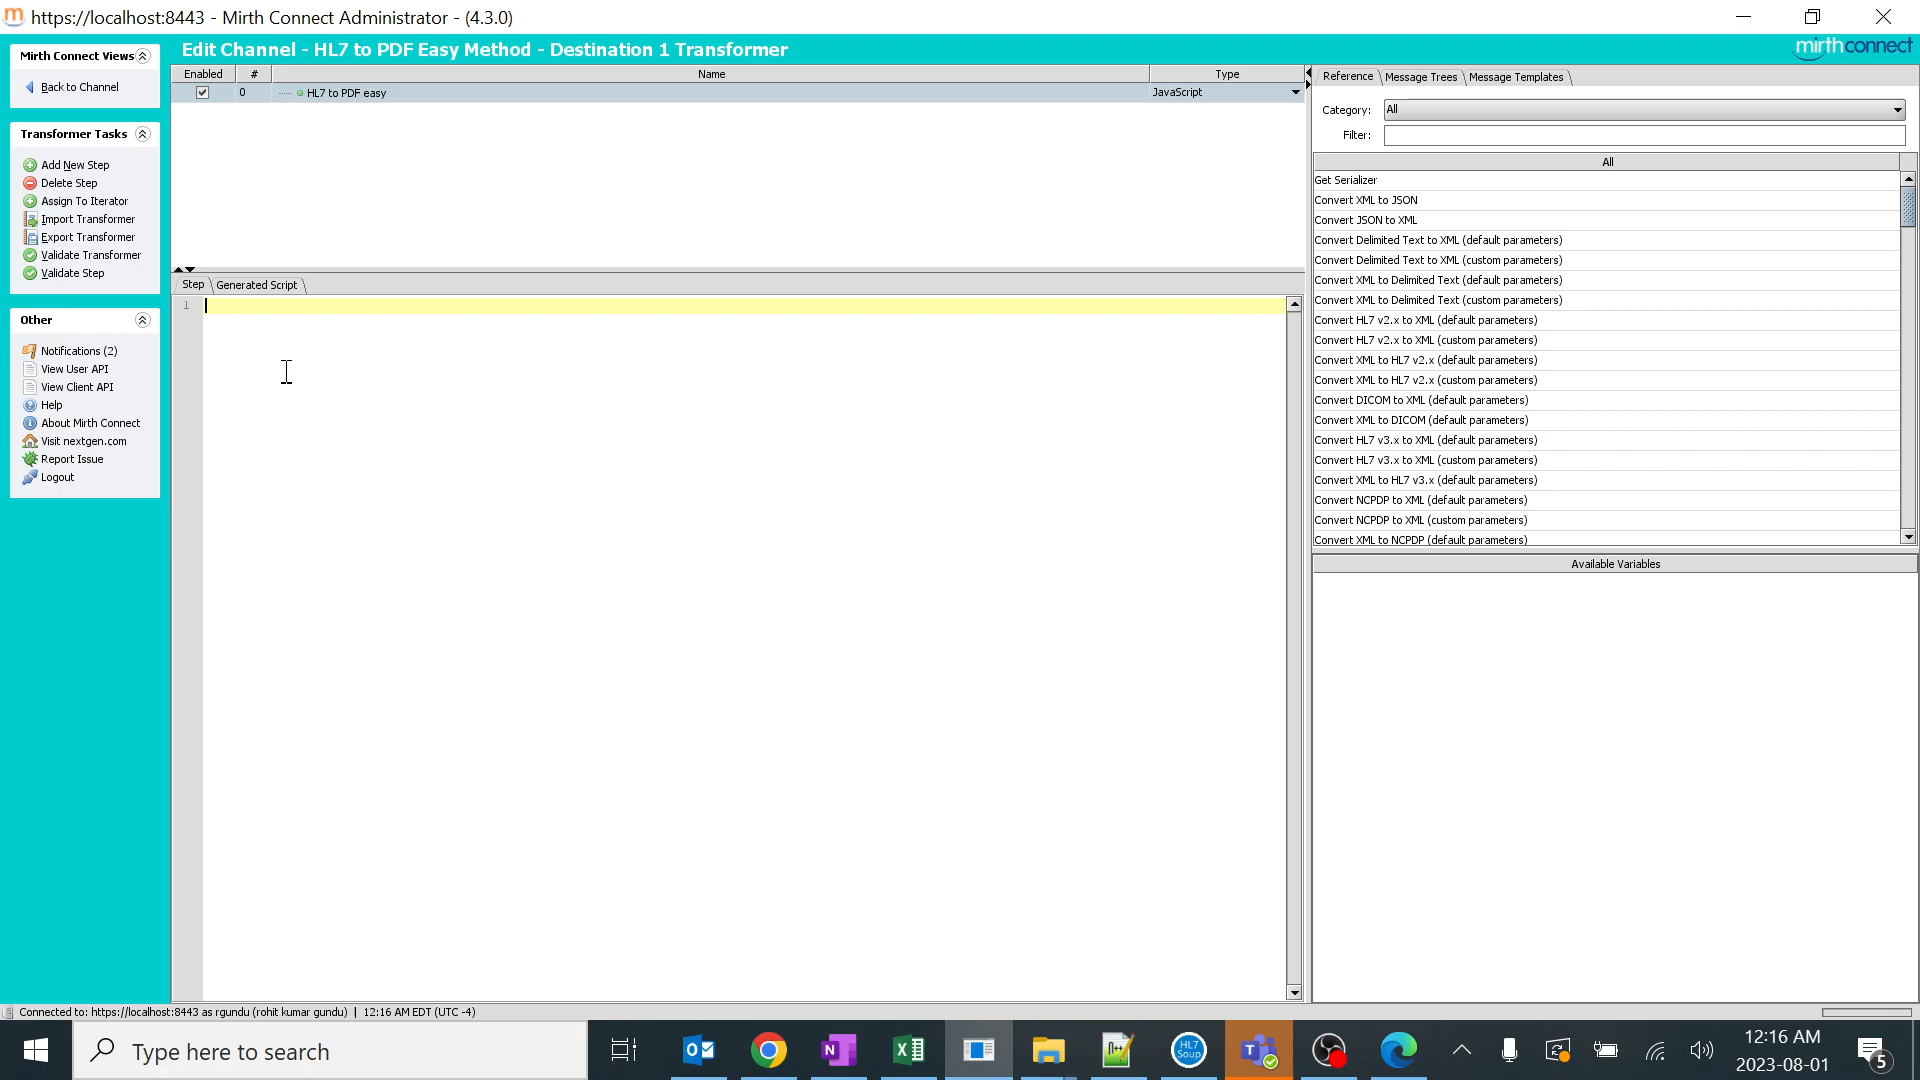 https://localhost:8443 - Mirth Connect Administrator - (4.3.0)
Edit Channel - HL7 to PDF Easy Method - Destination 1 Transformer
mirthconnect
Mirth Connect Views
Back to Channel
Transformer Tasks
Add New Step
Delete Step
Assign To Iterator
Import Transformer
Export Transformer
Validate Transformer
Validate Step
Other
Notifications (2)
View User API
View Client API
Help
About Mirth Connect
Visit nextgen.com
Report Issue
Logout
Enabled # Name Type
0 HL7 to PDF easy JavaScript
Step Generated Script
1
Reference Message Trees Message Templates
Category: All
Filter:
All
Get Serializer
Convert XML to JSON
Convert JSON to XML
Convert Delimited Text to XML (default parameters)
Convert Delimited Text to XML (custom parameters)
Convert XML to Delimited Text (default parameters)
Convert XML to Delimited Text (custom parameters)
Convert HL7 v2.x to XML (default parameters)
Convert HL7 v2.x to XML (custom parameters)
Convert XML to HL7 v2.x (default parameters)
Convert XML to HL7 v2.x (custom parameters)
Convert DICOM to XML (default parameters)
Convert XML to DICOM (default parameters)
Convert HL7 v3.x to XML (default parameters)
Convert HL7 v3.x to XML (custom parameters)
Convert XML to HL7 v3.x (default parameters)
Convert NCPDP to XML (default parameters)
Convert NCPDP to XML (custom parameters)
Convert XML to NCPDP (default parameters)
Available Variables
Connected to: https://localhost:8443 as rgundu (rohit kumar gundu) | 12:16 AM EDT (UTC -4)
Type here to search
HL7
Soup
12:16 AM
2023-08-01
5